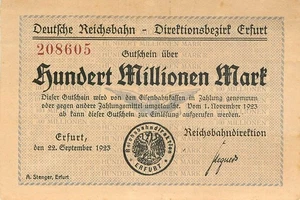 Deutsche Reichsbahn - Direktionsbezirk Erfurt
208605
Gutschein über
Hundert Millionen Mark
Dieser Gutschein wird von den Eisenbahnkassen in Zahlung genommen
oder gegen andere Zahlungsmittel umgetauscht. Vom 1. November 1923
ab kann dieser Gutschein zur Einlösung aufgerufen werden.
Erfurt,
den 22. September 1923
Reichsbahndirektion
Reichsbahndirektion
ERFURT
A. Stenger, Erfurt